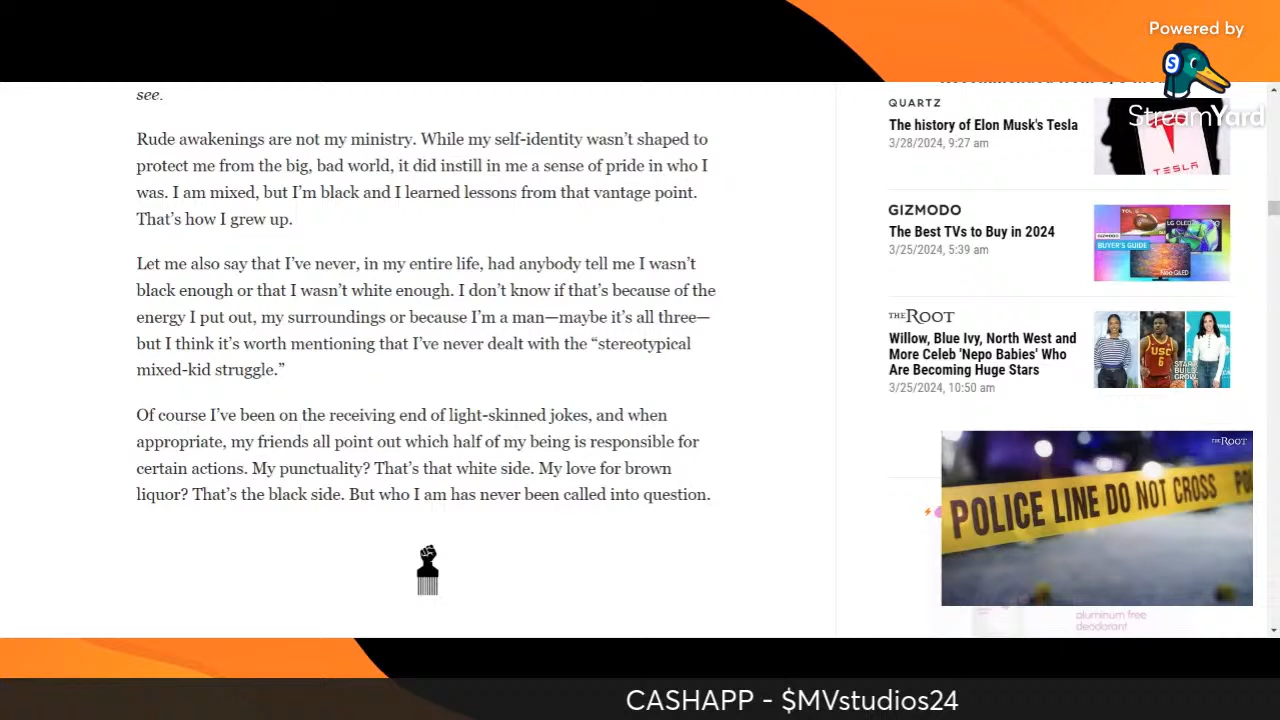 Powered by
StreamYard
see.
Rude awakenings are not my ministry. While my self-identity wasn’t shaped to
protect me from the big, bad world, it did instill in me a sense of pride in who I
was. I am mixed, but I’m black and I learned lessons from that vantage point.
That’s how I grew up.
Let me also say that I’ve never, in my entire life, had anybody tell me I wasn’t
black enough or that I wasn’t white enough. I don’t know if that’s because of the
energy I put out, my surroundings or because I’m a man—maybe it’s all three—
but I think it’s worth mentioning that I’ve never dealt with the “stereotypical
mixed-kid struggle.”
Of course I’ve been on the receiving end of light-skinned jokes, and when
appropriate, my friends all point out which half of my being is responsible for
certain actions. My punctuality? That’s that white side. My love for brown
liquor? That’s the black side. But who I am has never been called into question.
QUARTZ
The history of Elon Musk's Tesla
3/28/2024, 9:27 am
TESLA
GIZMODO
The Best TVs to Buy in 2024
3/25/2024, 5:39 am
TCL
LG OLED
GIZMODO
BUYER'S GUIDE
Neo QLED
THE ROOT
Willow, Blue Ivy, North West and
More Celeb 'Nepo Babies' Who
Are Becoming Huge Stars
3/25/2024, 10:50 am
USC
6
THE ROOT
POLICE LINE DO NOT CROSS PO
aluminum free
deodorant
CASHAPP - $MVstudios24